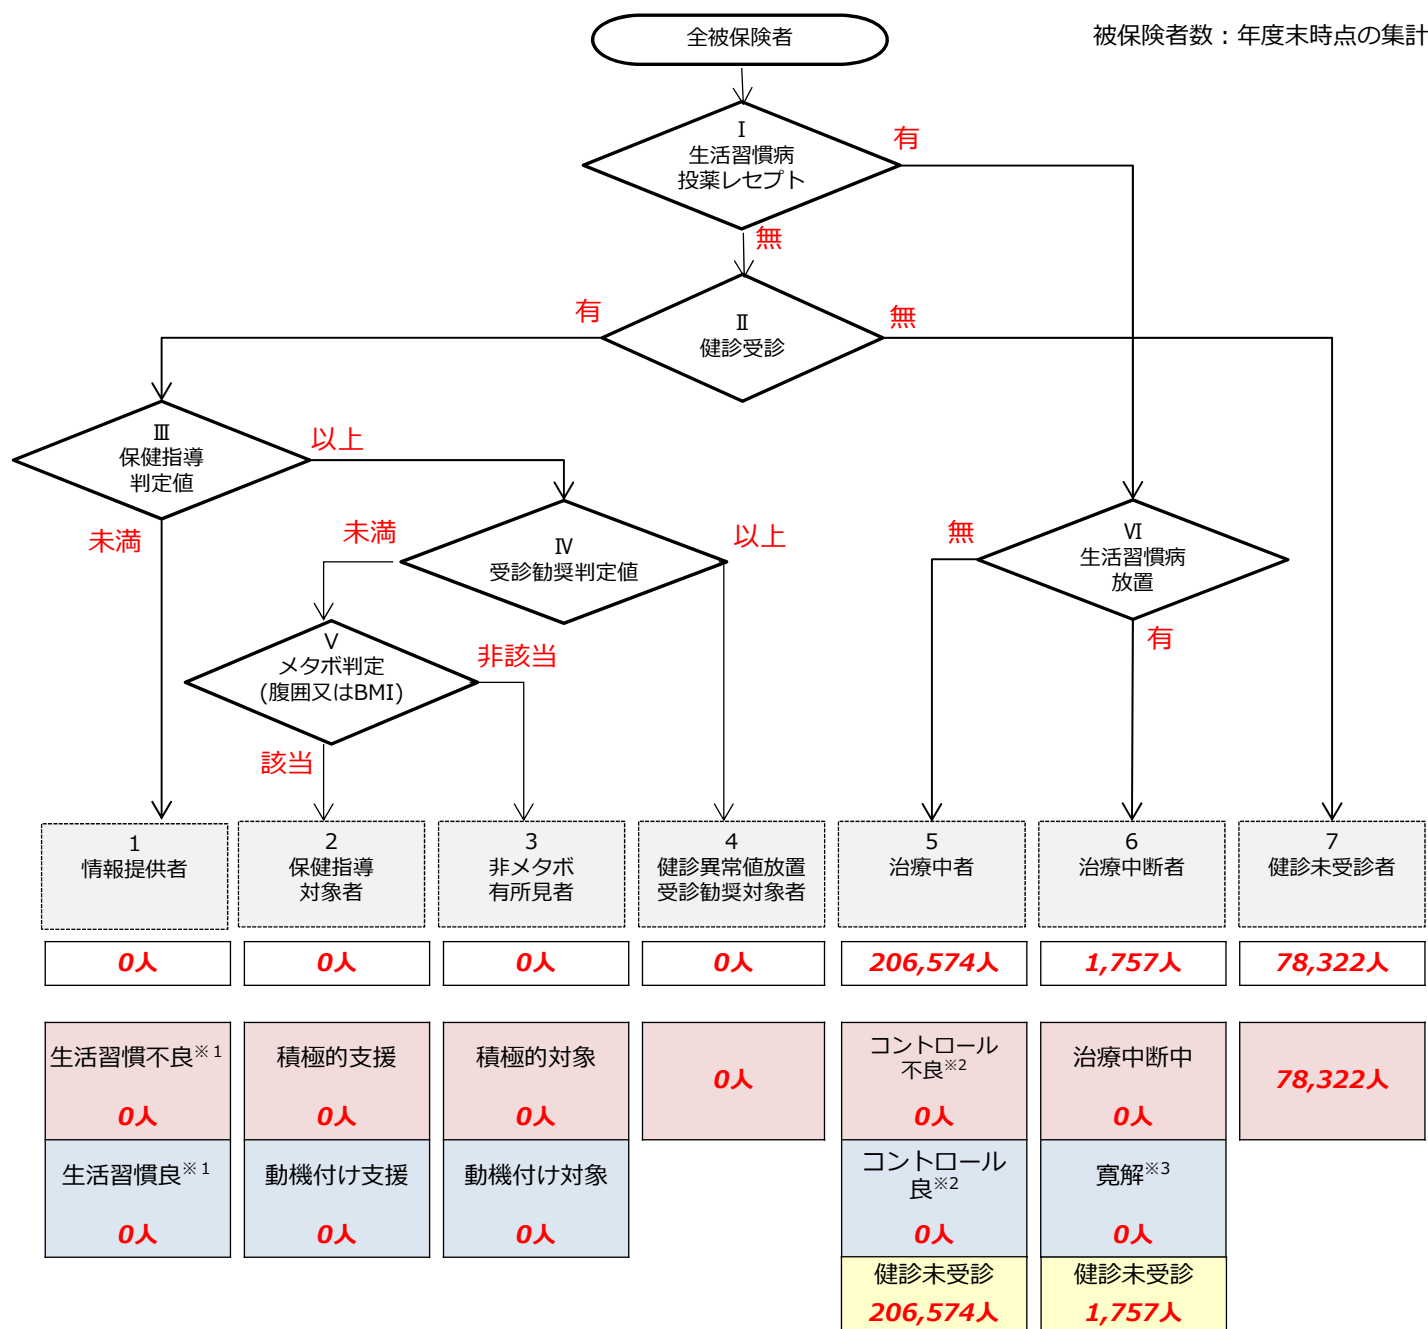 全被保険者
被保険者数:年度末時点の集計
Ⅰ
生活習慣病
投薬レセプト
有
無
Ⅱ
健診受診
有
無
Ⅲ
保健指導
判定値
以上
未満
Ⅳ
受診勧奨判定値
未満
以上
Ⅵ
生活習慣病
放置
無
有
Ⅴ
メタボ判定
(腹囲又はBMI)
非該当
該当
1
情報提供者
2
保健指導
対象者
3
非メタボ
有所見者
4
健診異常値放置
受診勧奨対象者
5
治療中者
6
治療中断者
7
健診未受診者
0人
0人
0人
0人
206,574人
1,757人
78,322人
生活習慣不良※1
0人
積極的支援
0人
積極的対象
0人
0人
コントロール
不良※2
0人
治療中断中
0人
78,322人
生活習慣良※1
0人
動機付け支援
0人
動機付け対象
0人
コントロール
良※2
0人
寛解※3
0人
健診未受診
206,574人
健診未受診
1,757人